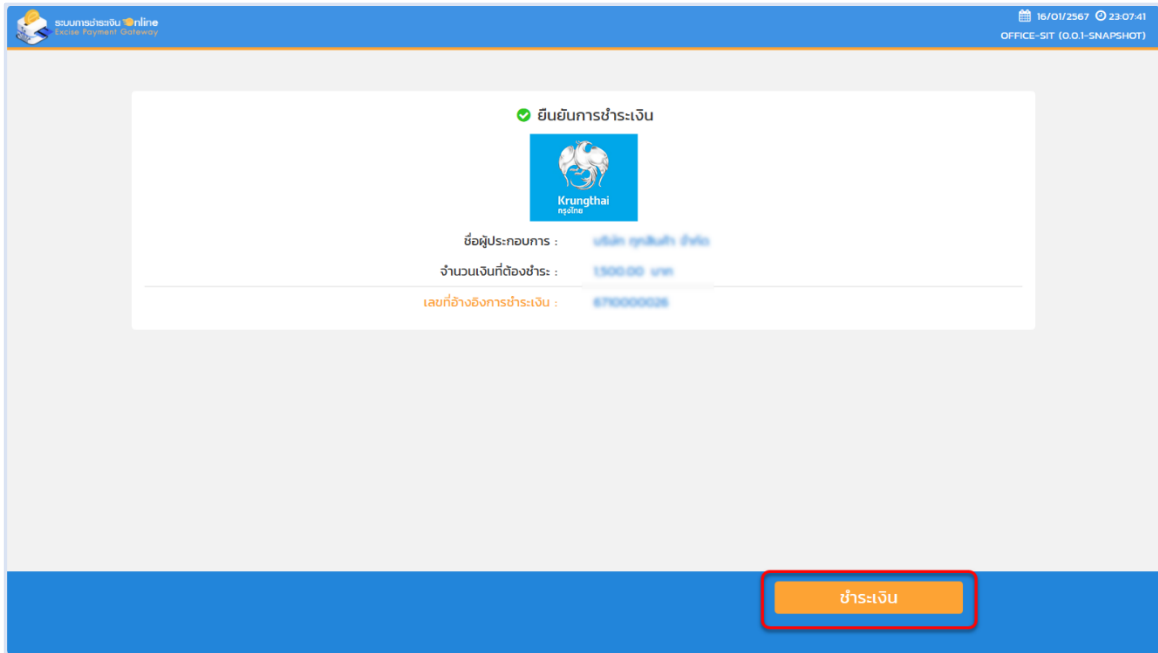 ระบบการชำระเงิน Online
Excise Payment Gateway
16/01/2567 23:07:41
OFFICE-SIT (0.0.1-SNAPSHOT)
ยืนยันการชำระเงิน
Krungthai
กรุงไทย
ชื่อผู้ประกอบการ :
จำนวนเงินที่ต้องชำระ : 1,500.00 บาท
เลขที่อ้างอิงการชำระเงิน : 6710000026
ชำระเงิน